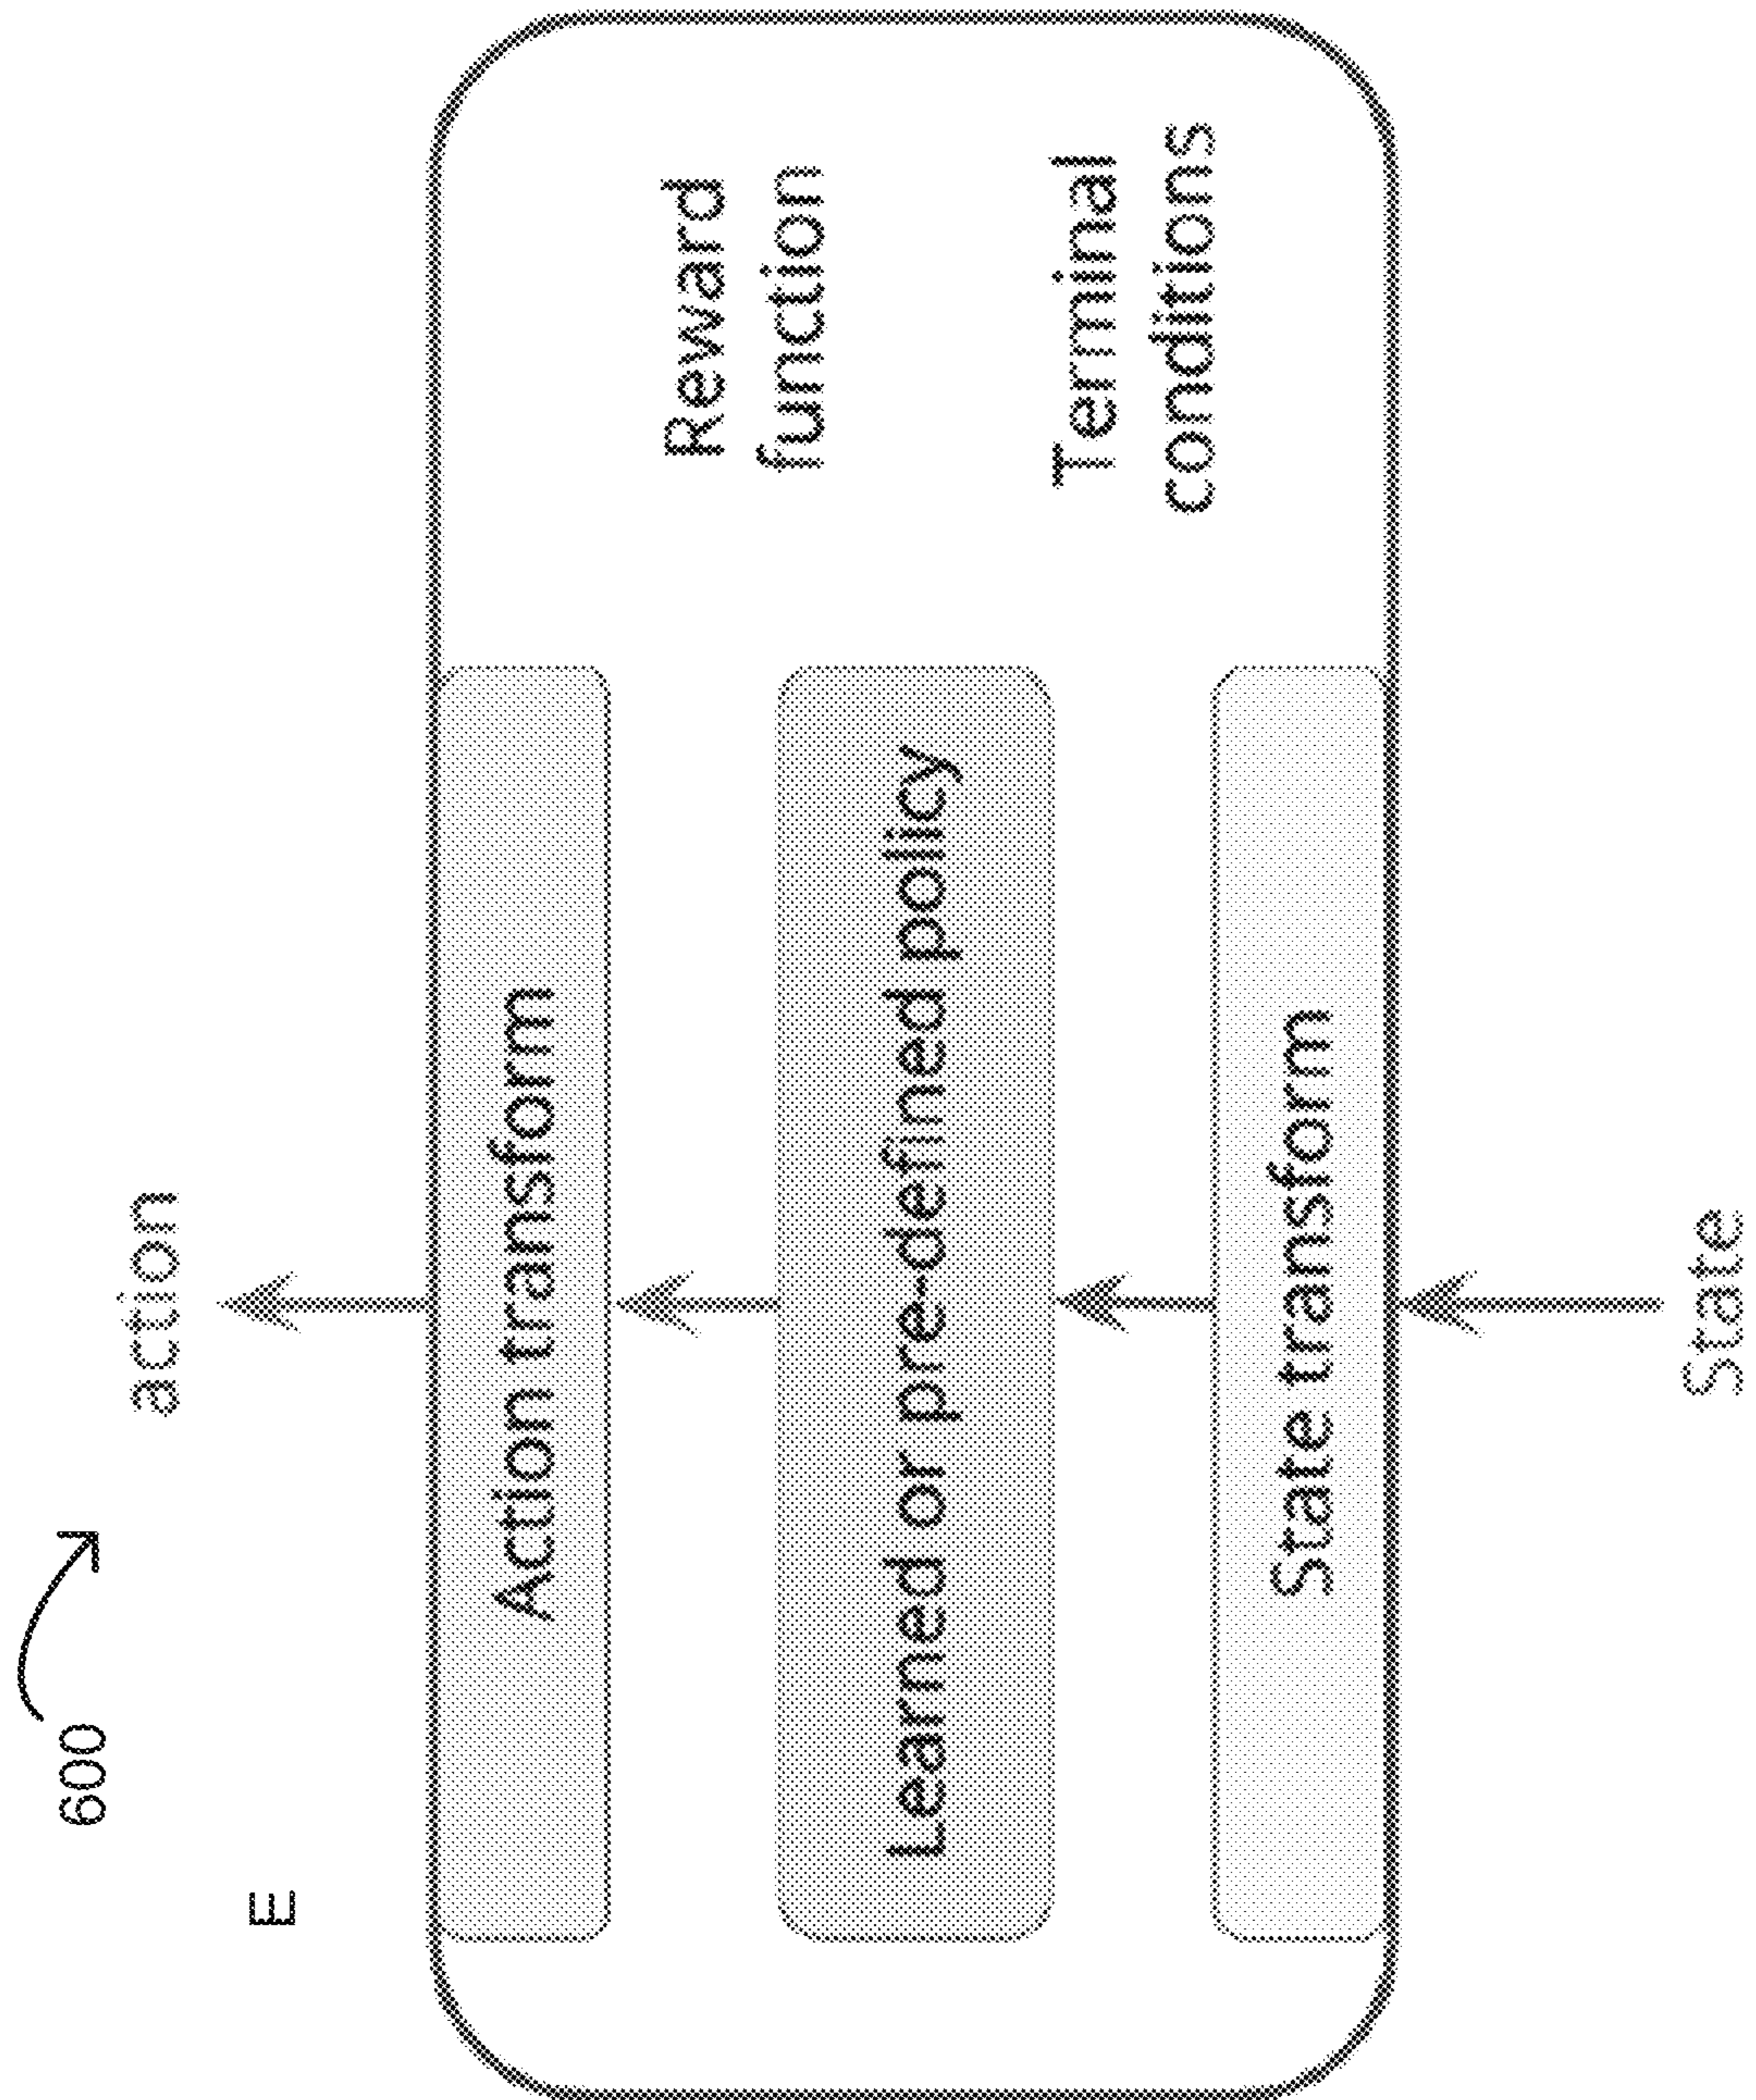 600
action
E
Action transform
Reward
function
Learned or pre-defined policy
Terminal
conditions
State transform
State